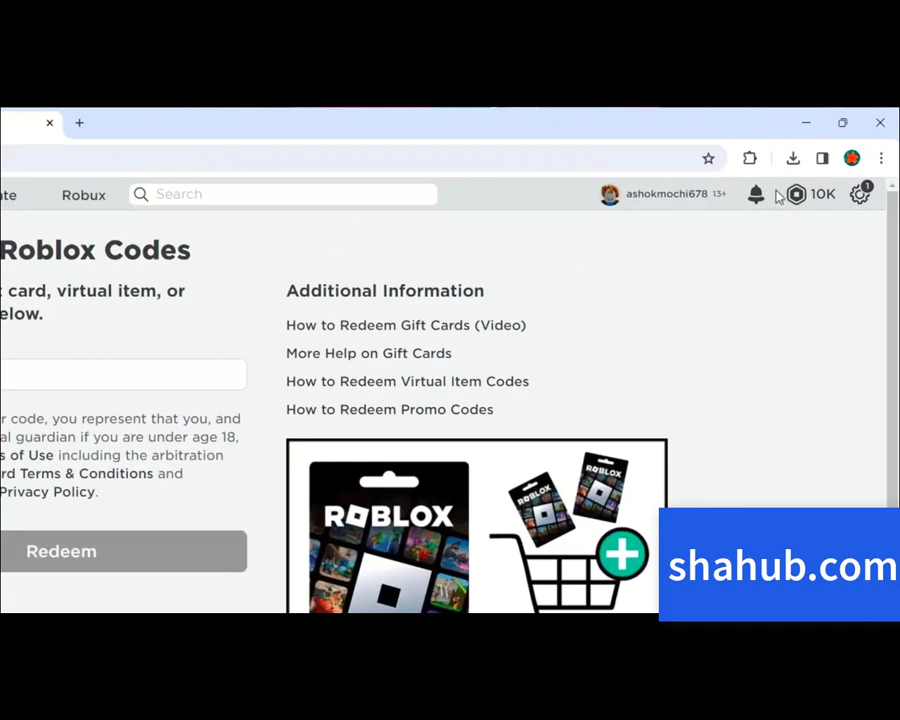 ate
Robux
Search
ashokmochi678 13+
10K
1
Roblox Codes
t card, virtual item, or
elow.
r code, you represent that you, and
al guardian if you are under age 18,
s of Use including the arbitration
rd Terms & Conditions and
Privacy Policy.
Redeem
Additional Information
How to Redeem Gift Cards (Video)
More Help on Gift Cards
How to Redeem Virtual Item Codes
How to Redeem Promo Codes
ROBLOX
ROBLOX
ROBLOX
shahub.com